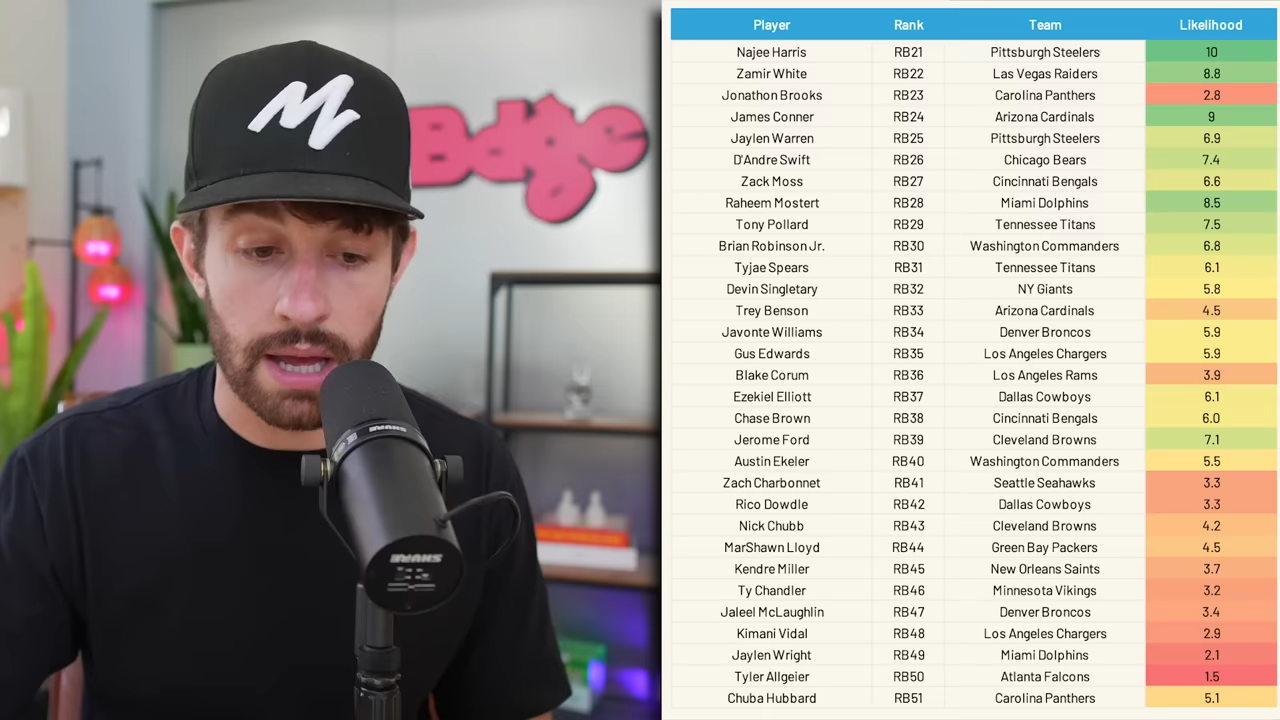 M
Bdge
SHURE
SHURE
Player Rank Team Likelihood
Najee Harris RB21 Pittsburgh Steelers 10
Zamir White RB22 Las Vegas Raiders 8.8
Jonathon Brooks RB23 Carolina Panthers 2.8
James Conner RB24 Arizona Cardinals 9
Jaylen Warren RB25 Pittsburgh Steelers 6.9
D'Andre Swift RB26 Chicago Bears 7.4
Zack Moss RB27 Cincinnati Bengals 6.6
Raheem Mostert RB28 Miami Dolphins 8.5
Tony Pollard RB29 Tennessee Titans 7.5
Brian Robinson Jr. RB30 Washington Commanders 6.8
Tyjae Spears RB31 Tennessee Titans 6.1
Devin Singletary RB32 NY Giants 5.8
Trey Benson RB33 Arizona Cardinals 4.5
Javonte Williams RB34 Denver Broncos 5.9
Gus Edwards RB35 Los Angeles Chargers 5.9
Blake Corum RB36 Los Angeles Rams 3.9
Ezekiel Elliott RB37 Dallas Cowboys 6.1
Chase Brown RB38 Cincinnati Bengals 6.0
Jerome Ford RB39 Cleveland Browns 7.1
Austin Ekeler RB40 Washington Commanders 5.5
Zach Charbonnet RB41 Seattle Seahawks 3.3
Rico Dowdle RB42 Dallas Cowboys 3.3
Nick Chubb RB43 Cleveland Browns 4.2
MarShawn Lloyd RB44 Green Bay Packers 4.5
Kendre Miller RB45 New Orleans Saints 3.7
Ty Chandler RB46 Minnesota Vikings 3.2
Jaleel McLaughlin RB47 Denver Broncos 3.4
Kimani Vidal RB48 Los Angeles Chargers 2.9
Jaylen Wright RB49 Miami Dolphins 2.1
Tyler Allgeier RB50 Atlanta Falcons 1.5
Chuba Hubbard RB51 Carolina Panthers 5.1